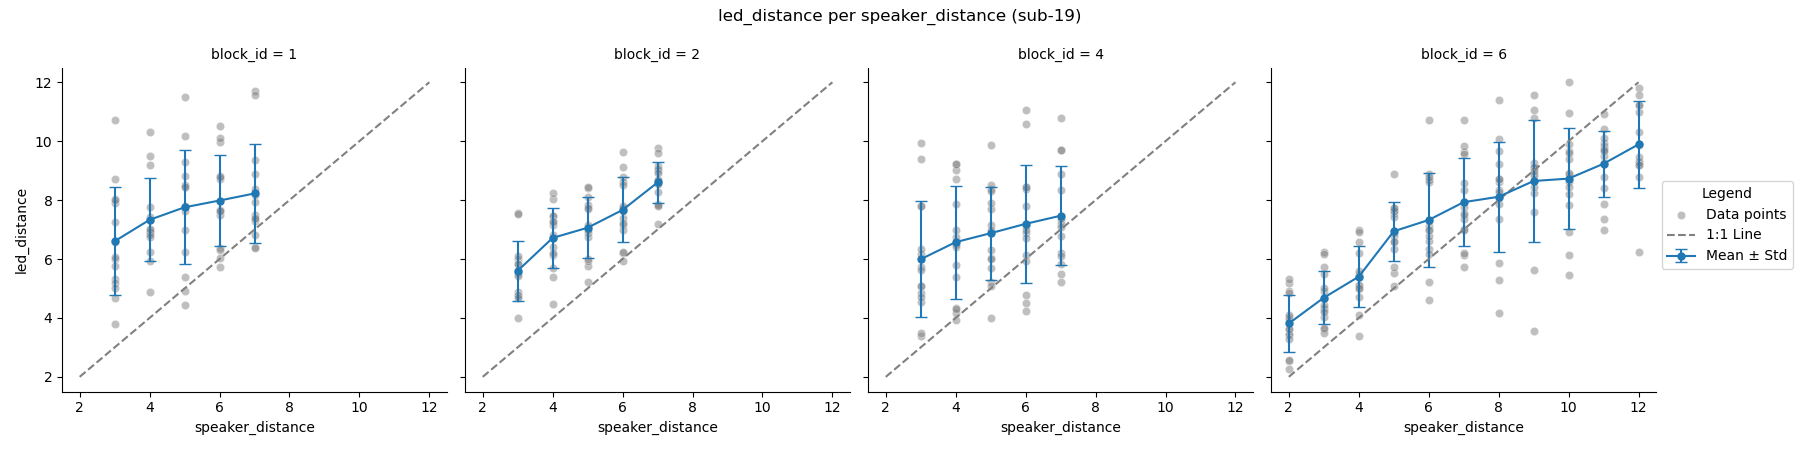 led_distance per speaker_distance (sub-19)
block_id = 1
block_id = 2
block_id = 4
block_id = 6
led_distance
12
10
8
6
4
2
2 4 6 8 10 12
2 4 6 8 10 12
2 4 6 8 10 12
2 4 6 8 10 12
speaker_distance
speaker_distance
speaker_distance
speaker_distance
Legend
Data points
1:1 Line
Mean ± Std